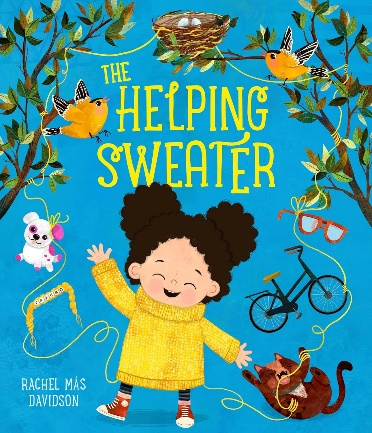 THE
HELPING
SWEATER
RACHEL MÁS
DAVIDSON